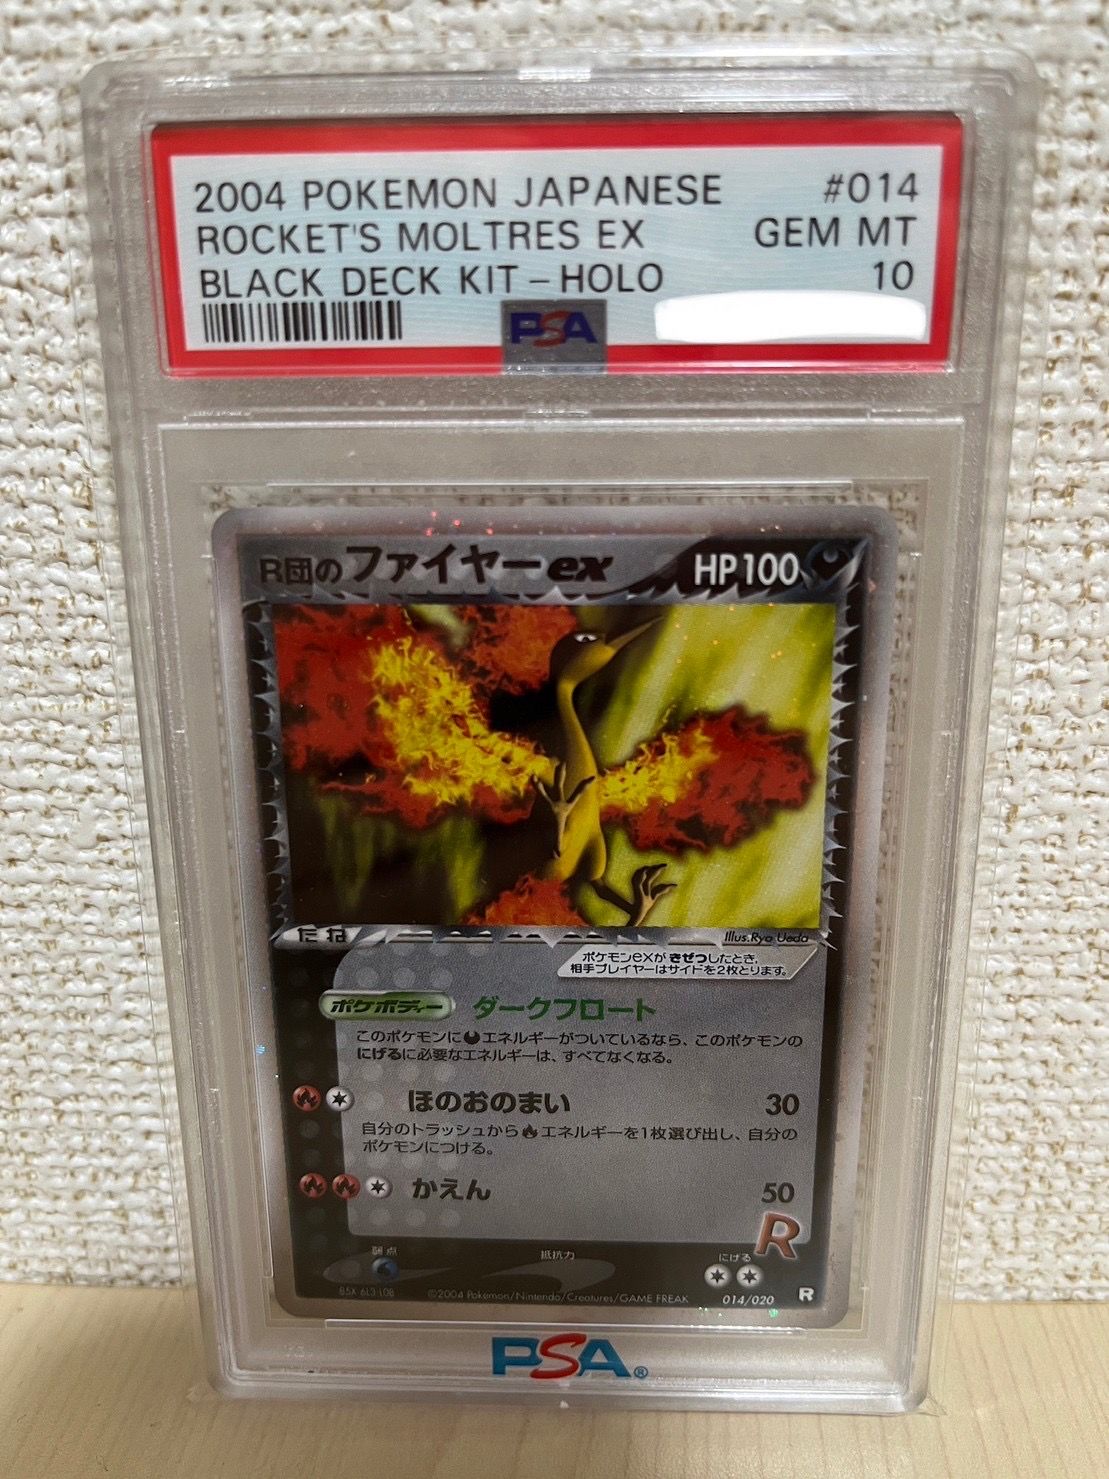 2004 POKEMON JAPANESE #014
ROCKET'S MOLTRES EX GEM MT
BLACK DECK KIT-HOLO 10
PSA
R団のファイヤーex HP100
たね
Illus.Ryo Ueda
ポケモンexがきぜつしたとき、
相手プレイヤーはサイドを2枚とります。
ポケボディー ダークフロート
このポケモンにエネルギーがついているなら、このポケモンの
にげるに必要なエネルギーは、すべてなくなる。
ほのおのまい 30
自分のトラッシュからエネルギーを1枚選び出し、自分の
ポケモンにつける。
かえん 50
R
弱点 抵抗力 にげる
85X 6L3 L08 ©2004 Pokémon/Nintendo/Creatures/GAME FREAK 014/020 R
PSA®